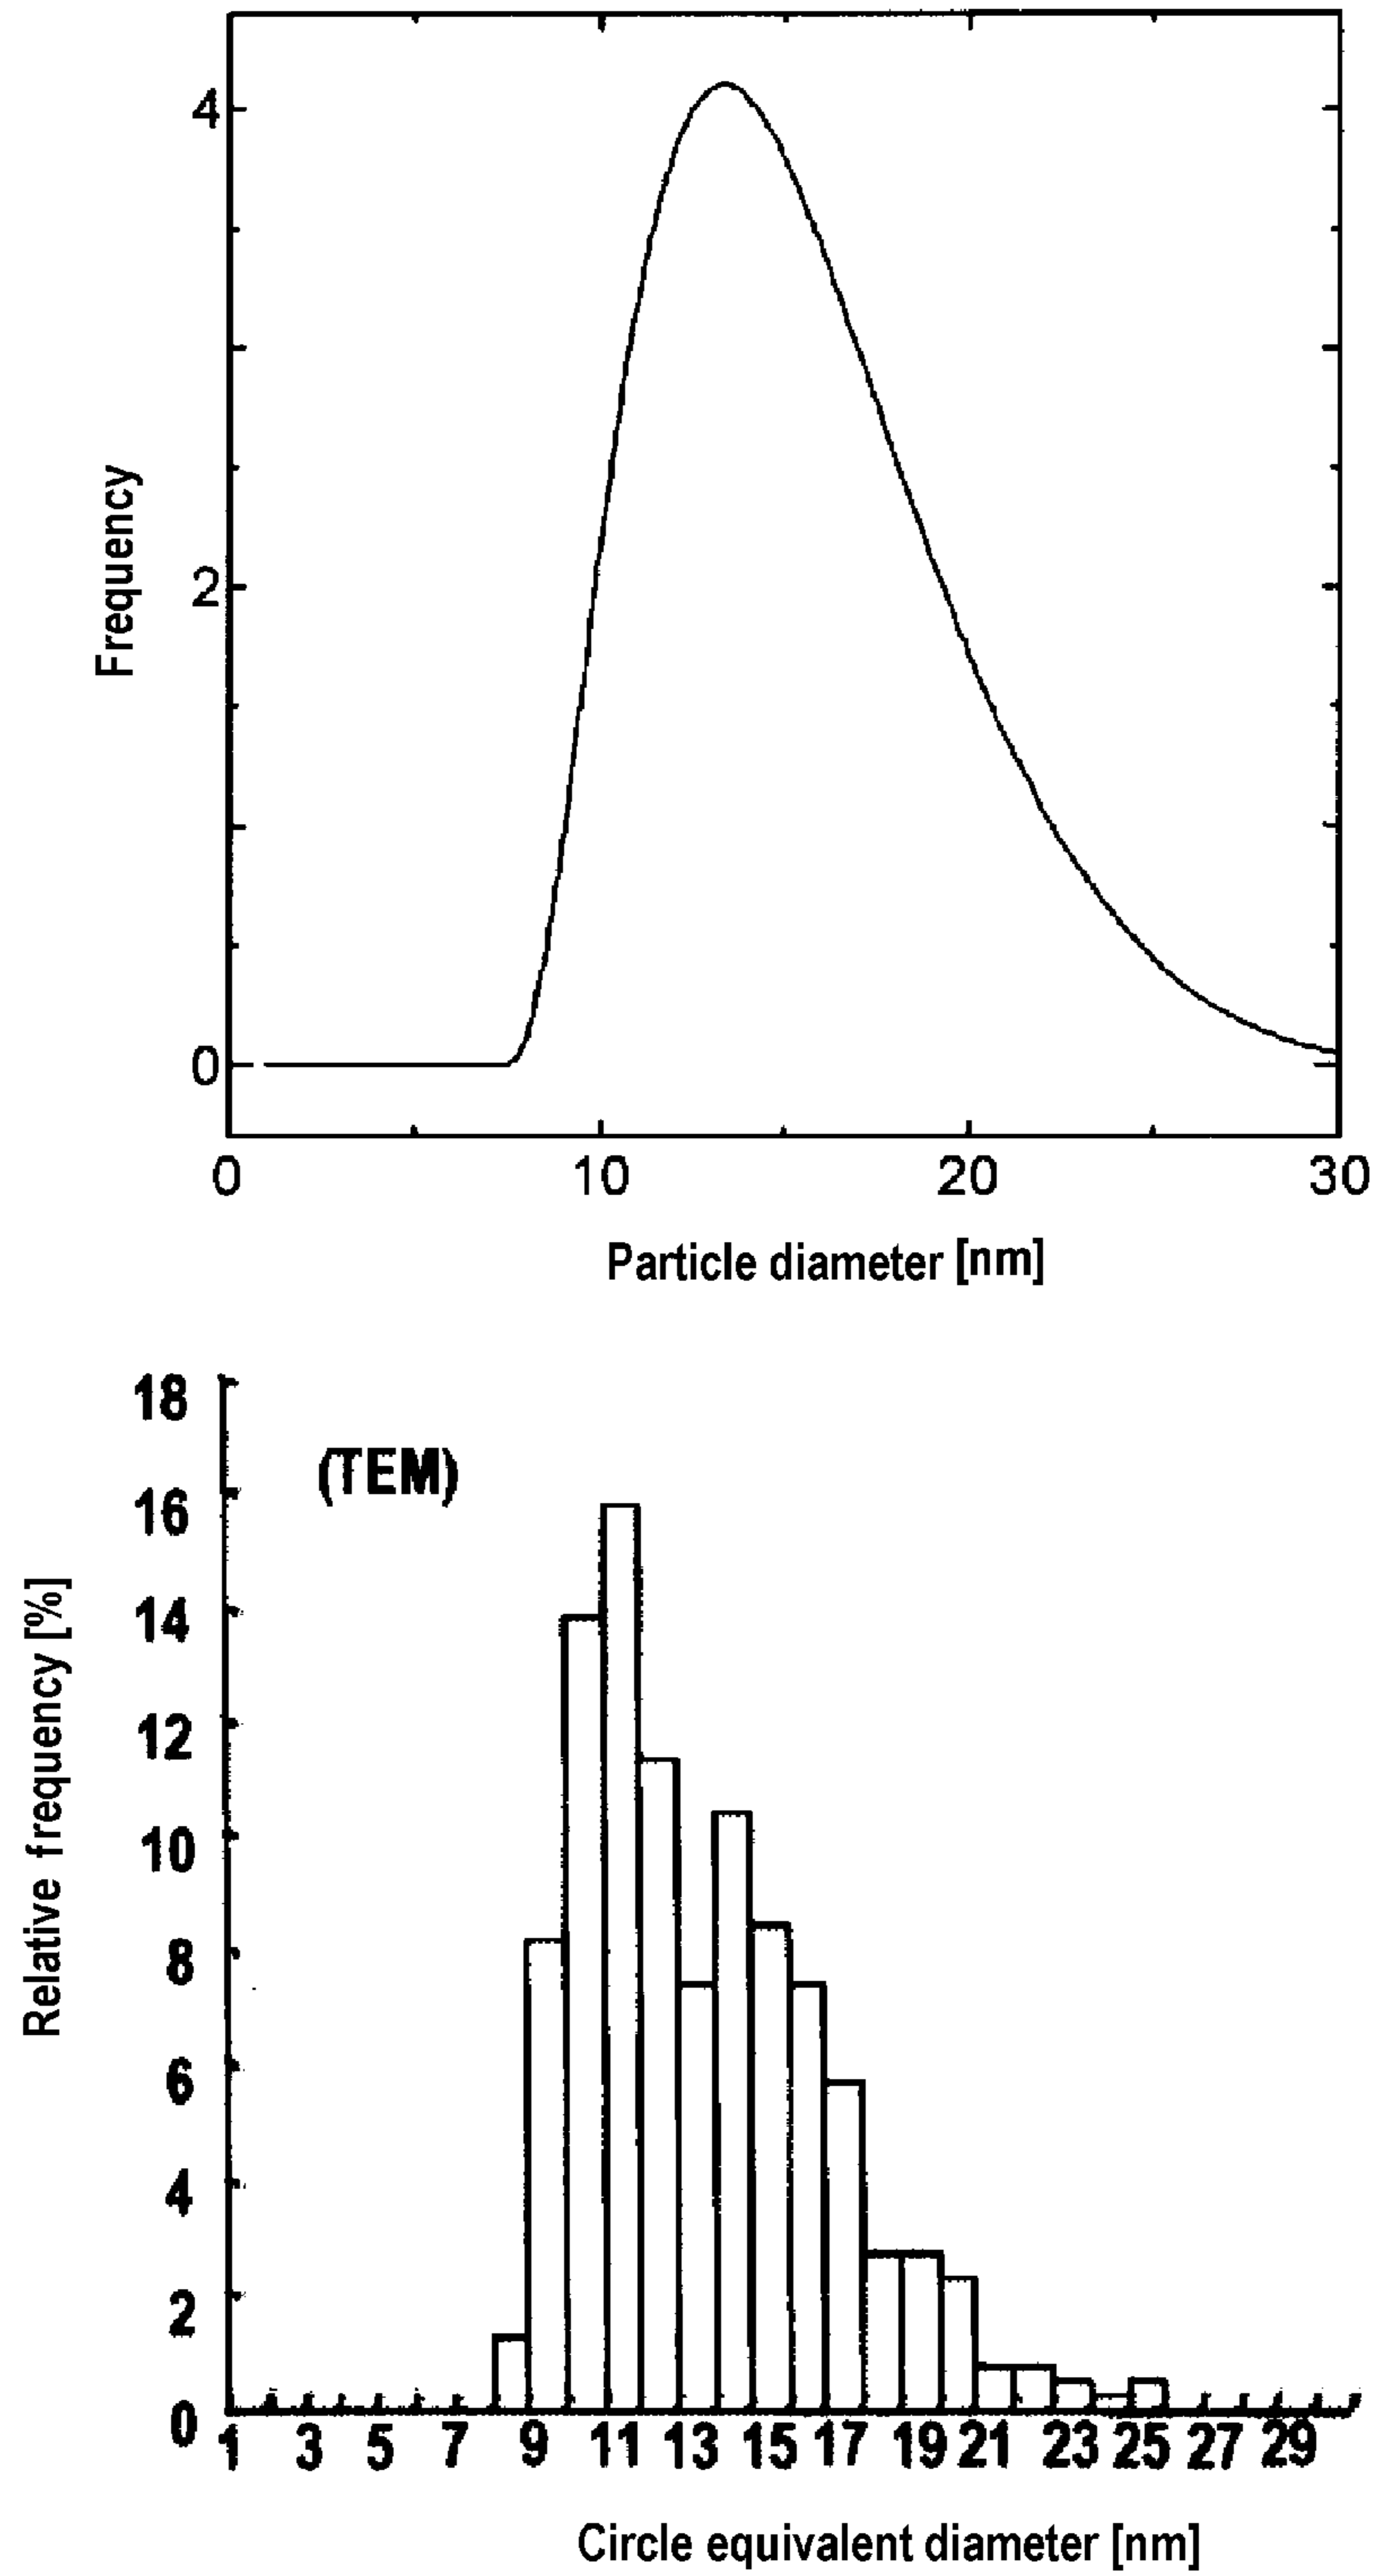 4
2
0
Frequency
0 10 20 30
Particle diameter [nm]
18
(TEM)
16
14
12
10
8
6
4
2
0
Relative frequency [%]
1 3 5 7 9 11 13 15 17 19 21 23 25 27 29
Circle equivalent diameter [nm]